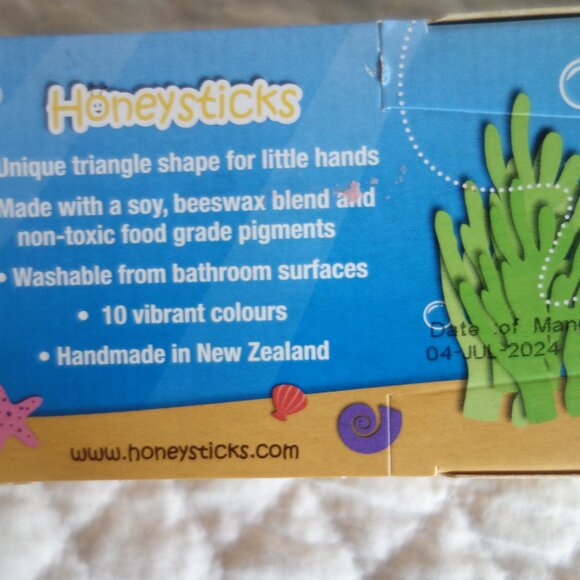 Honeysticks
Unique triangle shape for little hands
Made with a soy, beeswax blend and
non-toxic food grade pigments
• Washable from bathroom surfaces
• 10 vibrant colours
• Handmade in New Zealand
Date of Man
04-JUL-2024
www.honeysticks.com